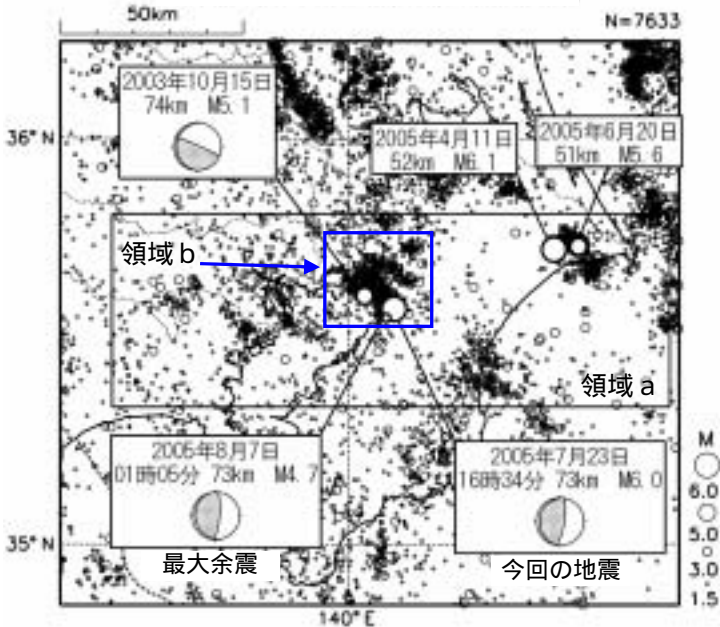 50km
N=7633
2003年10月15日
74km M5.1
36°N
2005年4月11日
52km M6.1
2005年6月20日
51km M5.6
領域b
領域a
2005年8月7日
01時05分 73km M4.7
最大余震
2005年7月23日
16時34分 73km M6.0
今回の地震
M
6.0
5.0
3.0
1.5
35°N
140°E